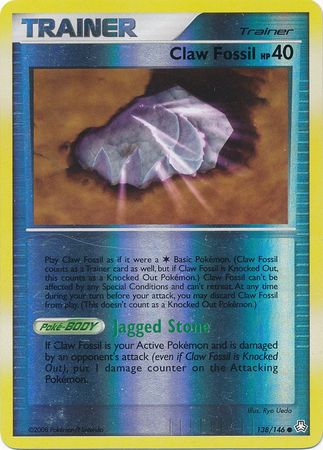 TRAINER
Trainer
Claw Fossil HP 40
Play Claw Fossil as if it were a Basic Pokémon. (Claw Fossil
counts as a Trainer card as well, but if Claw Fossil is Knocked Out,
this counts as a Knocked Out Pokémon.) Claw Fossil can't be
affected by any Special Conditions and can't retreat. At any time
during your turn before your attack, you may discard Claw Fossil
from play. (This doesn't count as a Knocked Out Pokémon.)
Poké-BODY Jagged Stone
If Claw Fossil is your Active Pokémon and is damaged
by an opponent's attack (even if Claw Fossil is Knocked
Out), put 1 damage counter on the Attacking
Pokémon.
Illus. Ryo Ueda
©2008 Pokémon/Nintendo
138/146